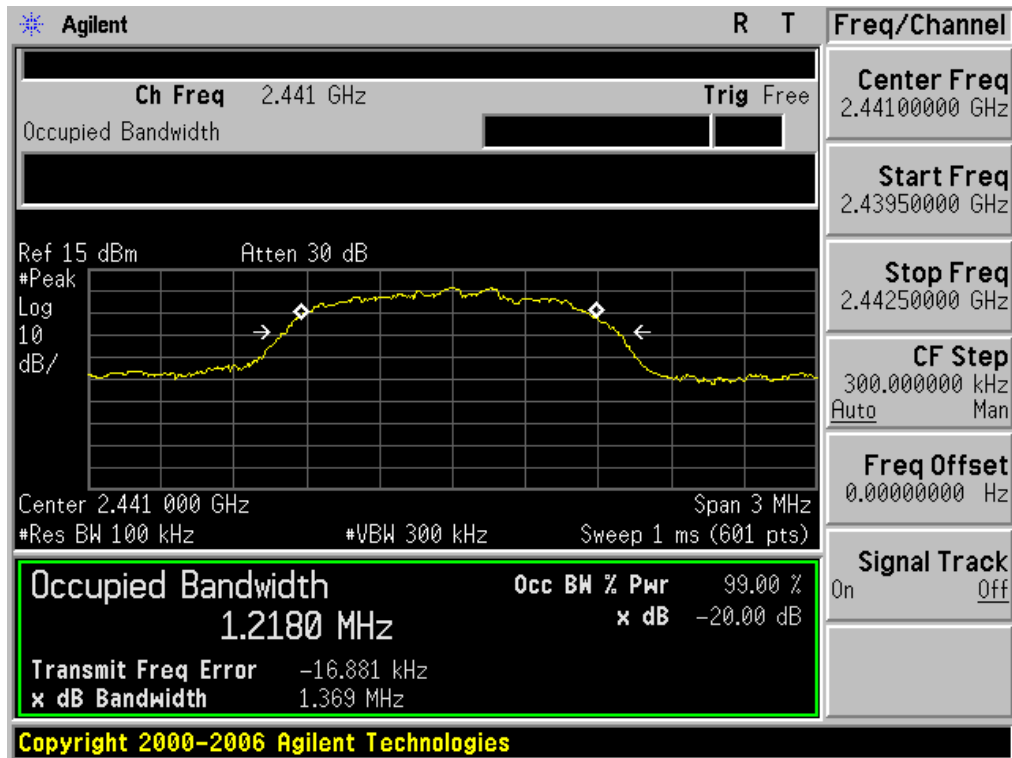 Agilent R T Freq/Channel
Ch Freq 2.441 GHz Trig Free
Occupied Bandwidth
Center Freq
2.44100000 GHz
Start Freq
2.43950000 GHz
Stop Freq
2.44250000 GHz
CF Step
300.000000 kHz
Auto Man
Freq Offset
0.00000000 Hz
Signal Track
On Off
Ref 15 dBm Atten 30 dB
#Peak
Log
10
dB/
Center 2.441 000 GHz Span 3 MHz
#Res BW 100 kHz #VBW 300 kHz Sweep 1 ms (601 pts)
Occupied Bandwidth
1.2180 MHz
Occ BW % Pwr 99.00 %
x dB -20.00 dB
Transmit Freq Error -16.881 kHz
x dB Bandwidth 1.369 MHz
Copyright 2000-2006 Agilent Technologies